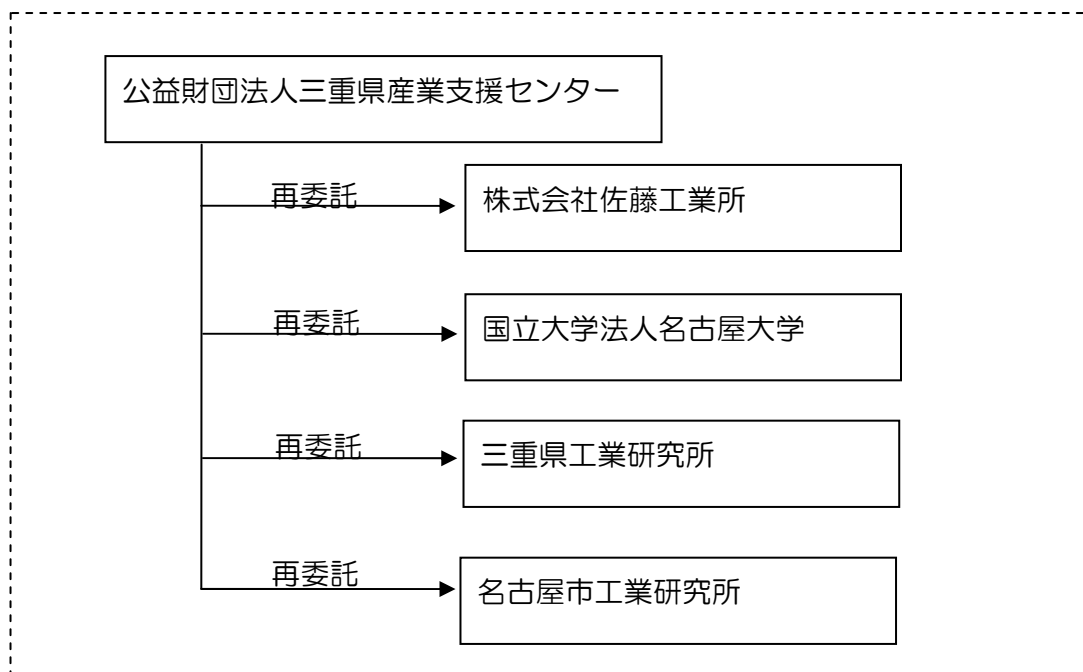 公益財団法人三重県産業支援センター
再委託
株式会社佐藤工業所
再委託
国立大学法人名古屋大学
再委託
三重県工業研究所
再委託
名古屋市工業研究所